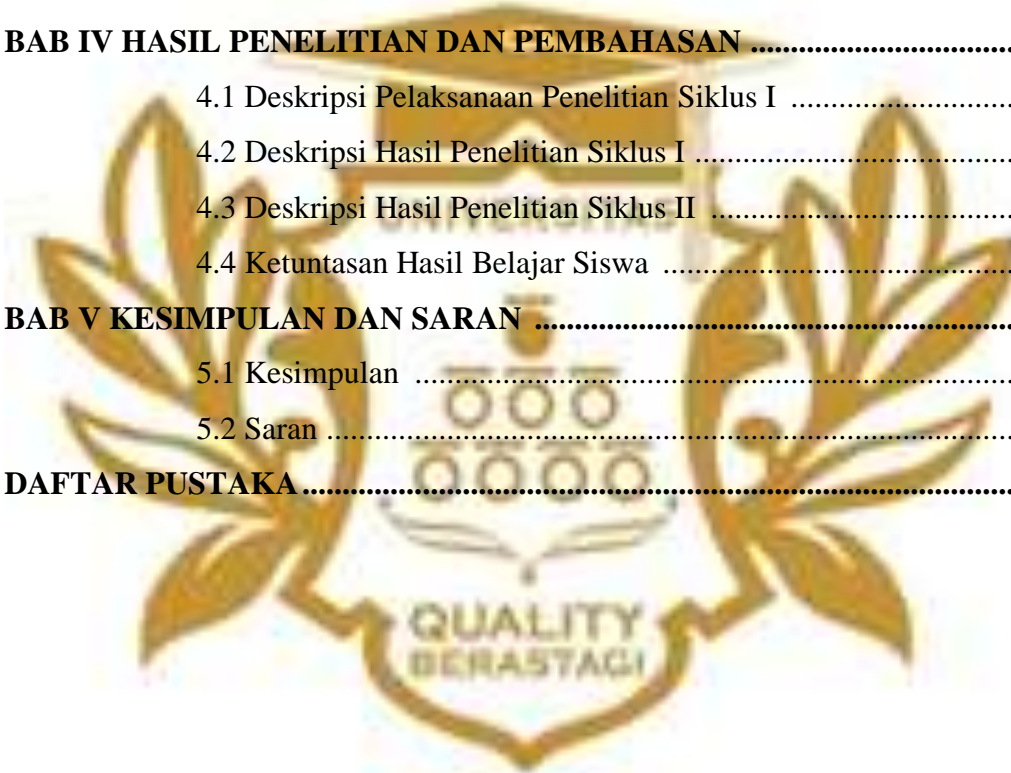 BAB IV HASIL PENELITIAN DAN PEMBAHASAN ................................
4.1 Deskripsi Pelaksanaan Penelitian Siklus I ............................
4.2 Deskripsi Hasil Penelitian Siklus I ........................................
UNIVERSITAS
4.3 Deskripsi Hasil Penelitian Siklus II ......................................
4.4 Ketuntasan Hasil Belajar Siswa ............................................
BAB V KESIMPULAN DAN SARAN ............................................................
5.1 Kesimpulan ...........................................................................
5.2 Saran ......................................................................................
DAFTAR PUSTAKA .........................................................................................
QUALITY
BERASTAGI